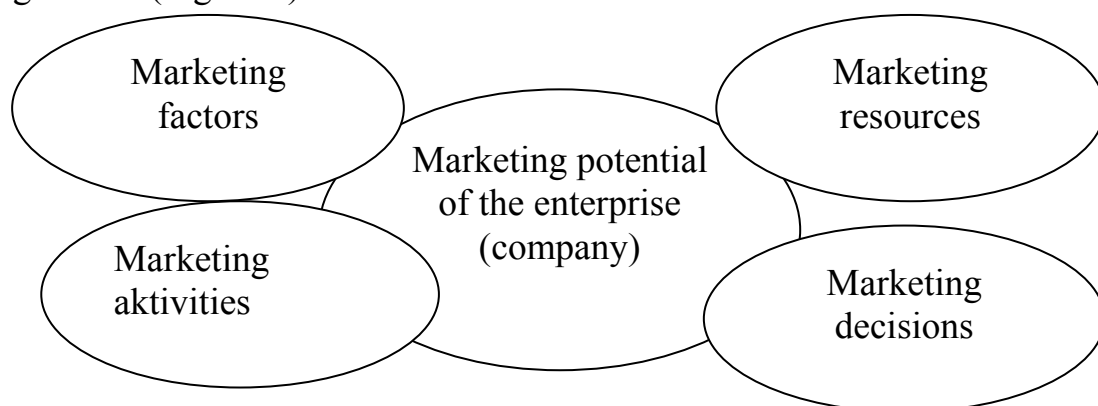 Marketing
factors
Marketing
resources
Marketing potential
of the enterprise
(company)
Marketing
aktivities
Marketing
decisions